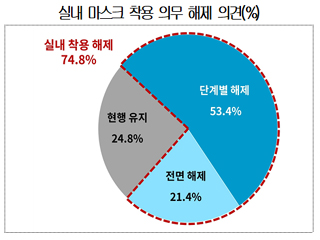 실내 마스크 착용 의무 해제 의견(%)
실내 착용 해제
74.8%
단계별 해제
53.4%
현행 유지
24.8%
전면 해제
21.4%